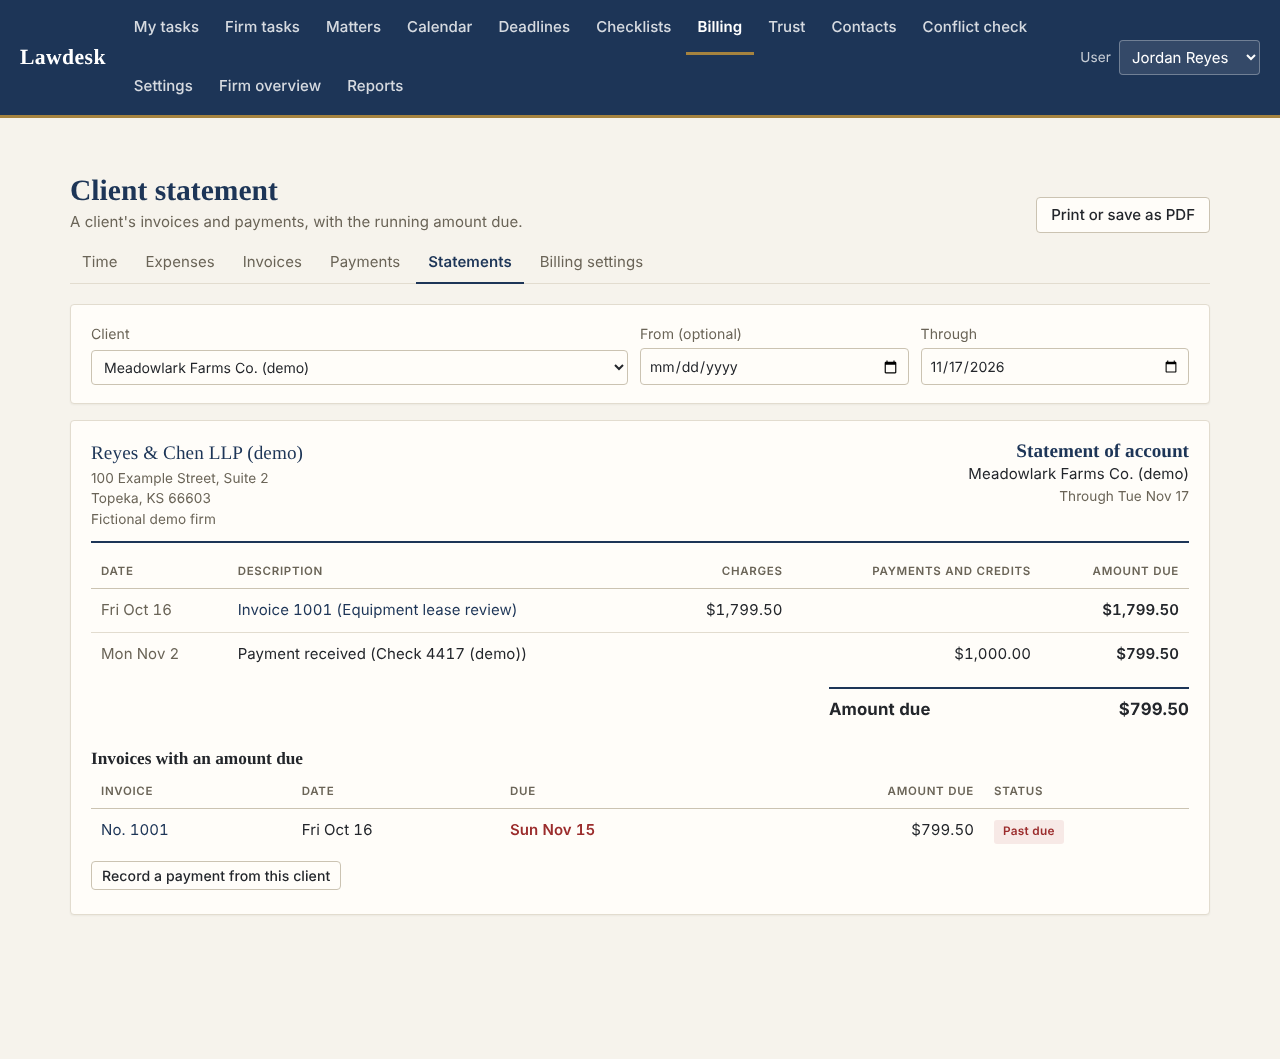 Lawdesk
My tasks Firm tasks Matters Calendar Deadlines Checklists Billing Trust Contacts Conflict check
Settings Firm overview Reports
User Jordan Reyes
Client statement
A client's invoices and payments, with the running amount due.
Print or save as PDF
Time Expenses Invoices Payments Statements Billing settings
Client From (optional) Through
Meadowlark Farms Co. (demo) mm/dd/yyyy 11/17/2026
Reyes & Chen LLP (demo)
100 Example Street, Suite 2
Topeka, KS 66603
Fictional demo firm
Statement of account
Meadowlark Farms Co. (demo)
Through Tue Nov 17
DATE DESCRIPTION CHARGES PAYMENTS AND CREDITS AMOUNT DUE
Fri Oct 16 Invoice 1001 (Equipment lease review) $1,799.50 $1,799.50
Mon Nov 2 Payment received (Check 4417 (demo)) $1,000.00 $799.50
Amount due $799.50
Invoices with an amount due
INVOICE DATE DUE AMOUNT DUE STATUS
No. 1001 Fri Oct 16 Sun Nov 15 $799.50 Past due
Record a payment from this client